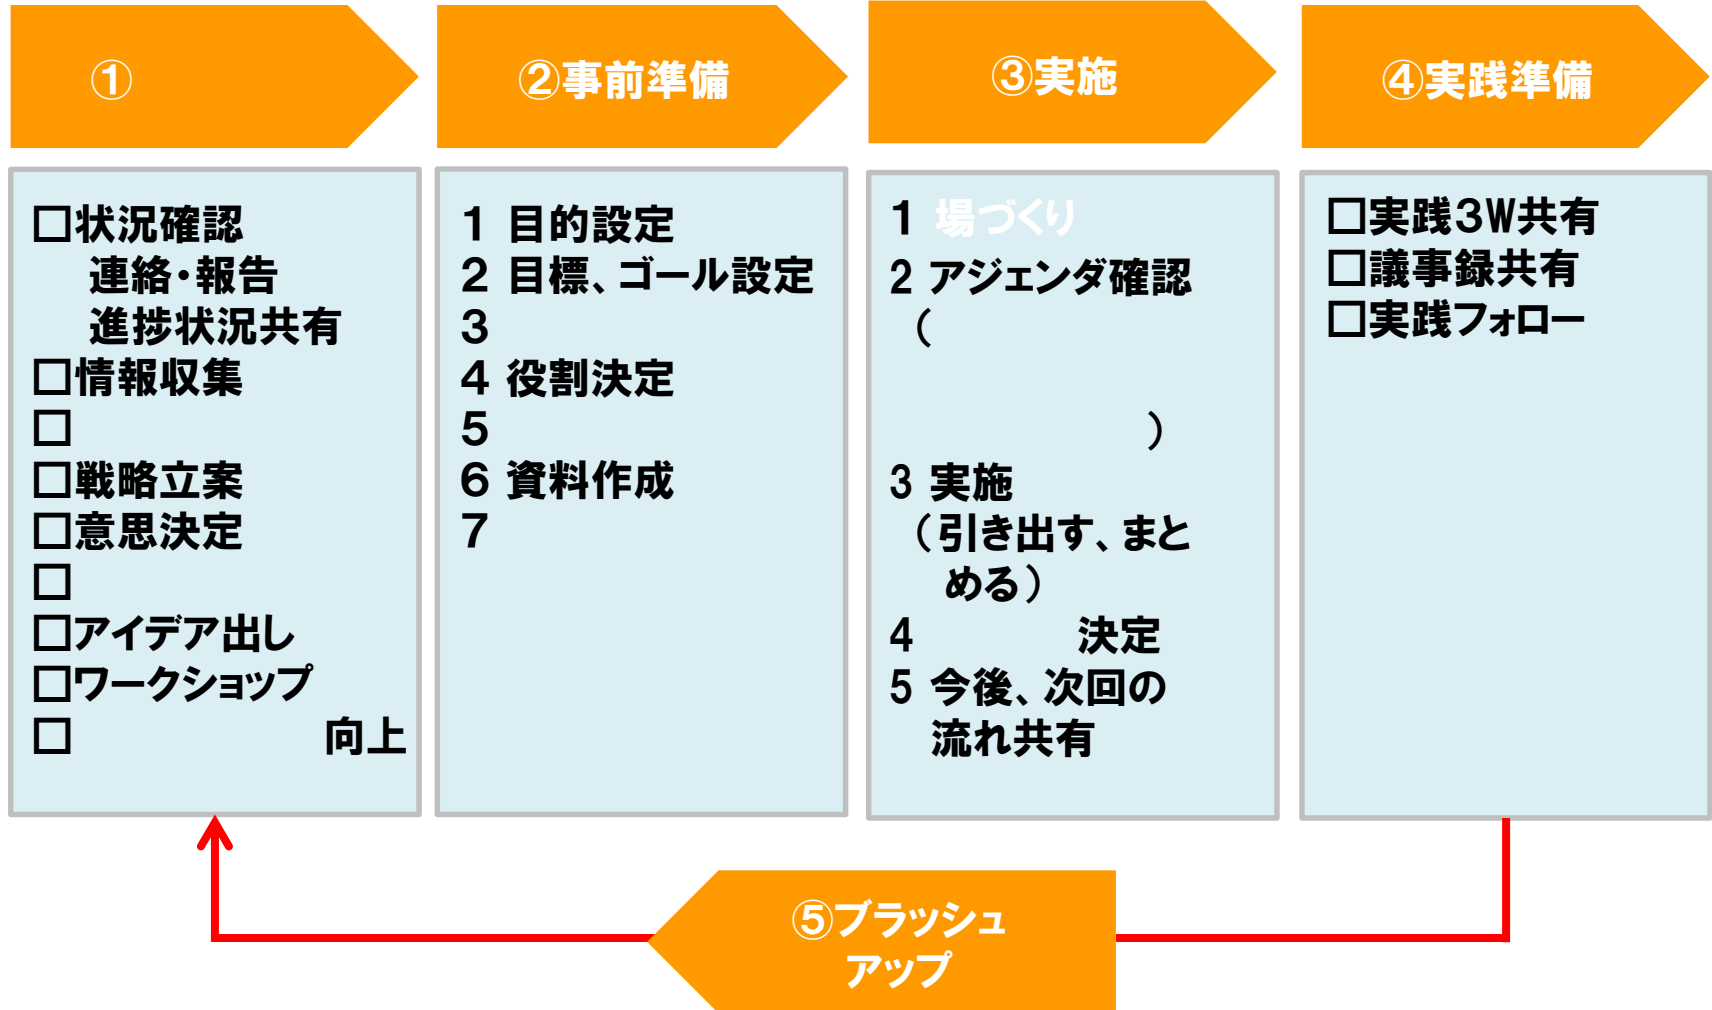 ①
□状況確認
連絡・報告
進捗状況共有
□情報収集
□
□戦略立案
□意思決定
□
□アイデア出し
□ワークショップ
□　　　　　　向上
②事前準備
１ 目的設定
２ 目標、ゴール設定
３
４ 役割決定
５
６ 資料作成
７
③実施
１ 場づくり
２ アジェンダ確認
（
）
３ 実施
（引き出す、まと
める）
４　　　　決定
５ 今後、次回の
流れ共有
④実践準備
□実践３W共有
□議事録共有
□実践フォロー
⑤ブラッシュ
アップ